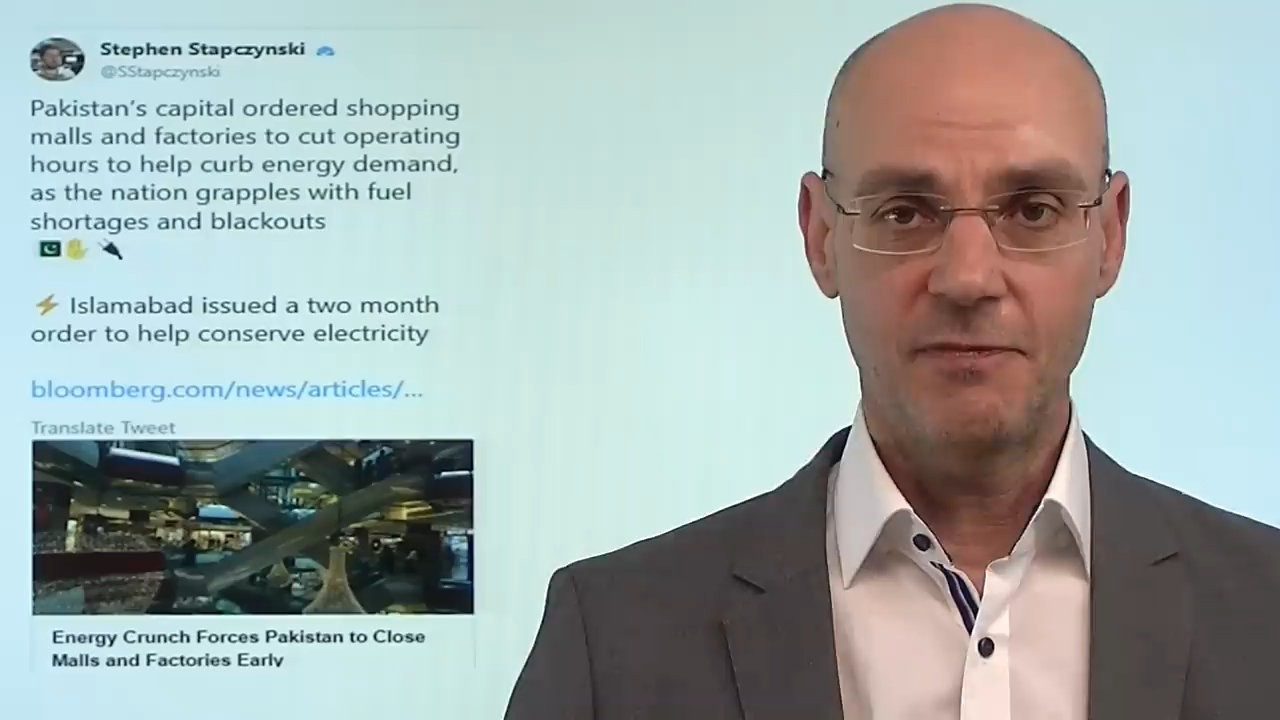 Stephen Stapczynski
@SStapczynski
Pakistan's capital ordered shopping
malls and factories to cut operating
hours to help curb energy demand,
as the nation grapples with fuel
shortages and blackouts
🇵🇰✋🔌
⚡ Islamabad issued a two month
order to help conserve electricity
bloomberg.com/news/articles/...
Translate Tweet
Energy Crunch Forces Pakistan to Close
Malls and Factories Early